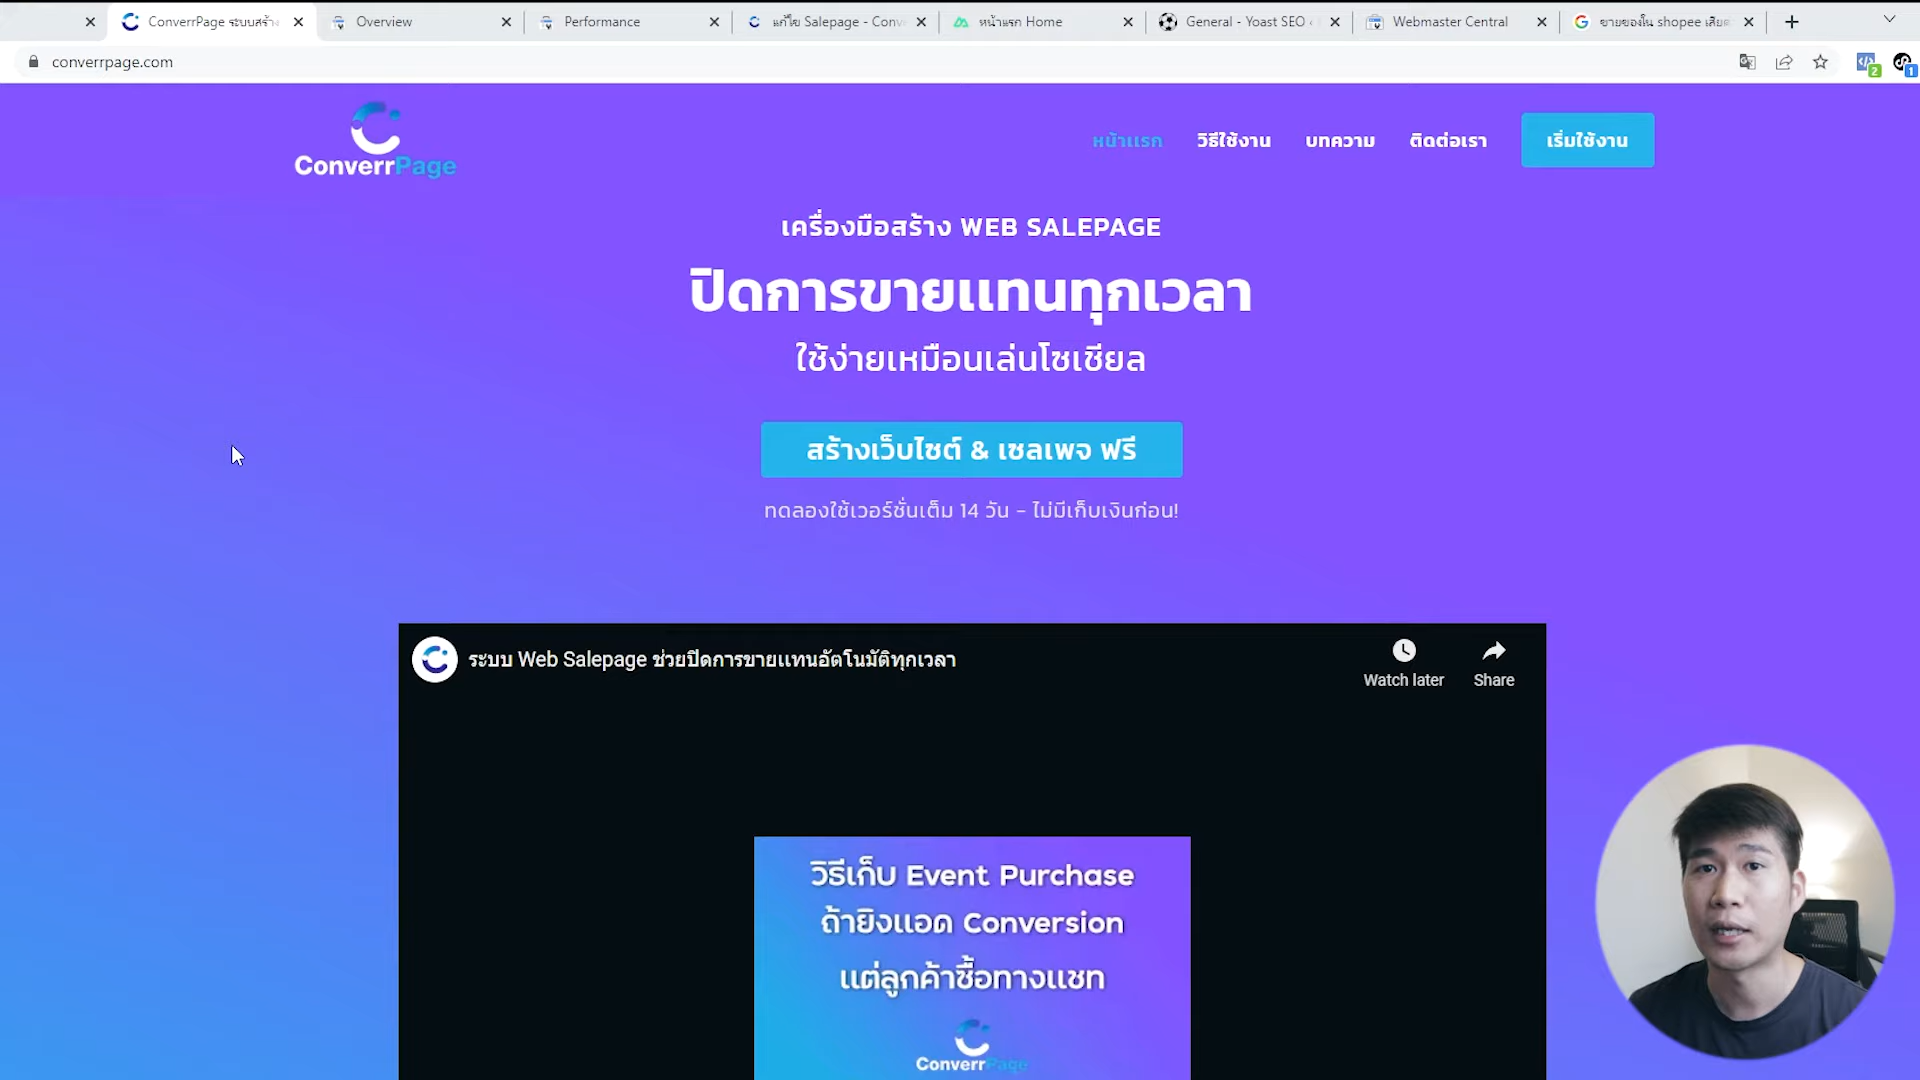 ConverrPage ระบบสร้าง
Overview
Performance
แก้ไข Salepage - Conv
หน้าแรก Home
General - Yoast SEO
Webmaster Central
ขายของใน shopee เสีย
converrpage.com
2
1
ConverrPage
หน้าแรก
วิธีใช้งาน
บทความ
ติดต่อเรา
เริ่มใช้งาน
เครื่องมือสร้าง WEB SALEPAGE
ปิดการขายแทนทุกเวลา
ใช้ง่ายเหมือนเล่นโซเชียล
สร้างเว็บไซต์ & เซลเพจ ฟรี
ทดลองใช้เวอร์ชั่นเต็ม 14 วัน - ไม่มีเก็บเงินก่อน!
ระบบ Web Salepage ช่วยปิดการขายแทนอัตโนมัติทุกเวลา
Watch later
Share
วิธีเก็บ Event Purchase
ถ้ายิงแอด Conversion
แต่ลูกค้าซื้อทางแชท
ConverrPage